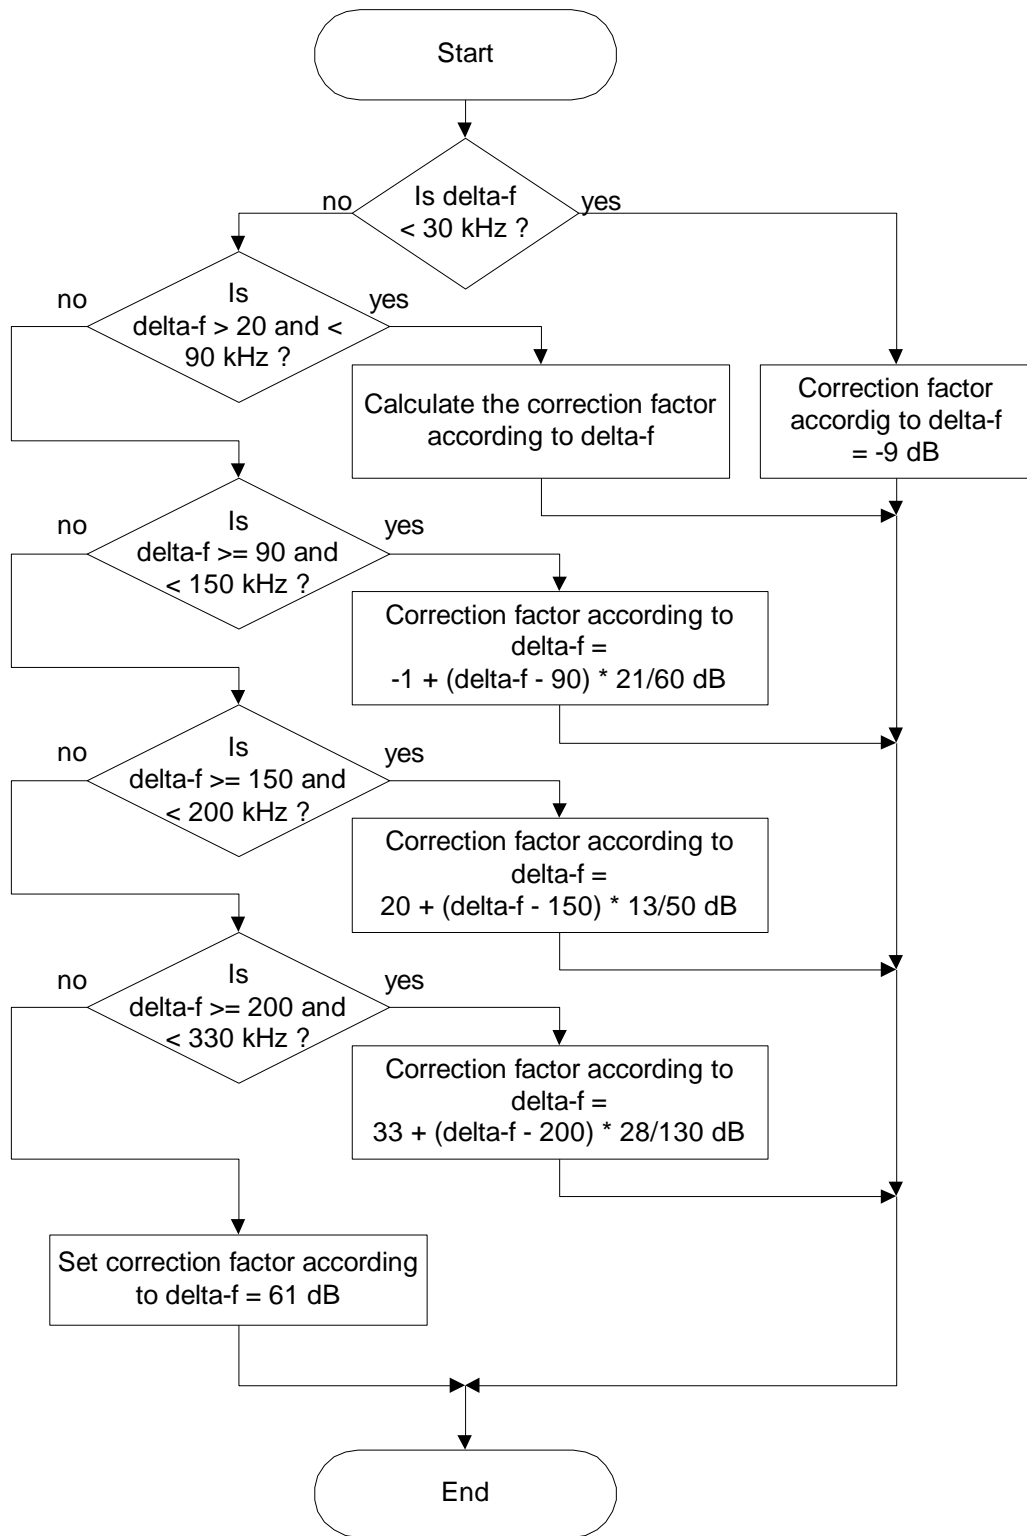 Start
Is delta-f
< 30 kHz ?
no
yes
Is
delta-f > 20 and <
90 kHz ?
no
yes
Calculate the correction factor
according to delta-f
Correction factor
accordig to delta-f
= -9 dB
Is
delta-f >= 90 and
< 150 kHz ?
no
yes
Correction factor according to
delta-f =
-1 + (delta-f - 90) * 21/60 dB
Is
delta-f >= 150 and
< 200 kHz ?
no
yes
Correction factor according to
delta-f =
20 + (delta-f - 150) * 13/50 dB
Is
delta-f >= 200 and
< 330 kHz ?
no
yes
Correction factor according to
delta-f =
33 + (delta-f - 200) * 28/130 dB
Set correction factor according
to delta-f = 61 dB
End